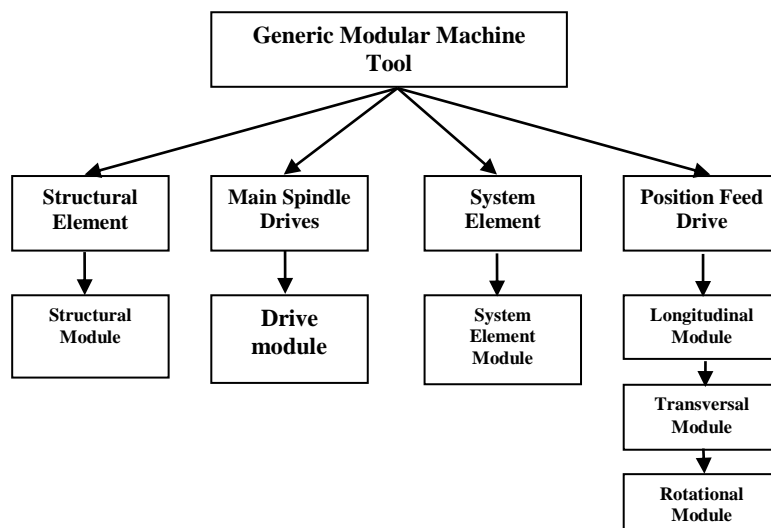 Generic Modular Machine
Tool
Structural
Element
Main Spindle
Drives
System
Element
Position Feed
Drive
Structural
Module
Drive
module
System
Element
Module
Longitudinal
Module
Transversal
Module
Rotational
Module